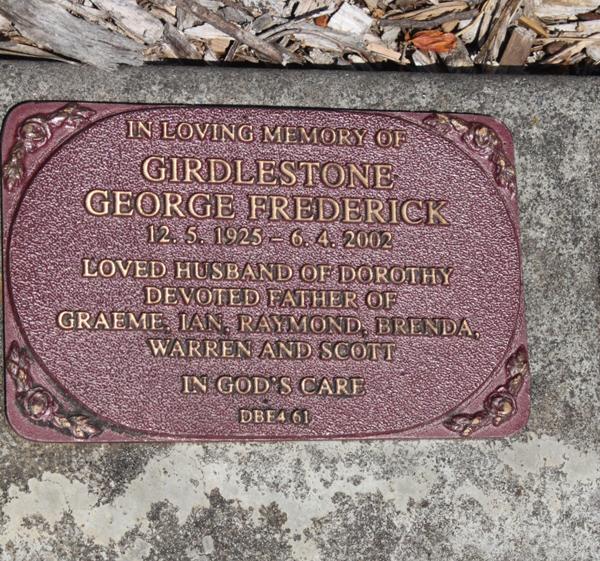 IN LOVING MEMORY OF
GIRDLESTONE
GEORGE FREDERICK
12. 5. 1925 – 6. 4. 2002
LOVED HUSBAND OF DOROTHY
DEVOTED FATHER OF
GRAEME, IAN, RAYMOND, BRENDA,
WARREN AND SCOTT
IN GOD'S CARE
DBE4 61